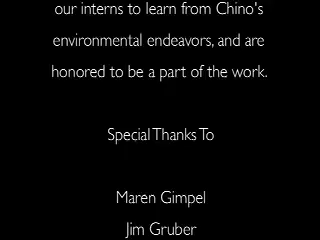 our interns to learn from Chino's
environmental endeavors, and are
honored to be a part of the work.
Special Thanks To
Maren Gimpel
Jim Gruber